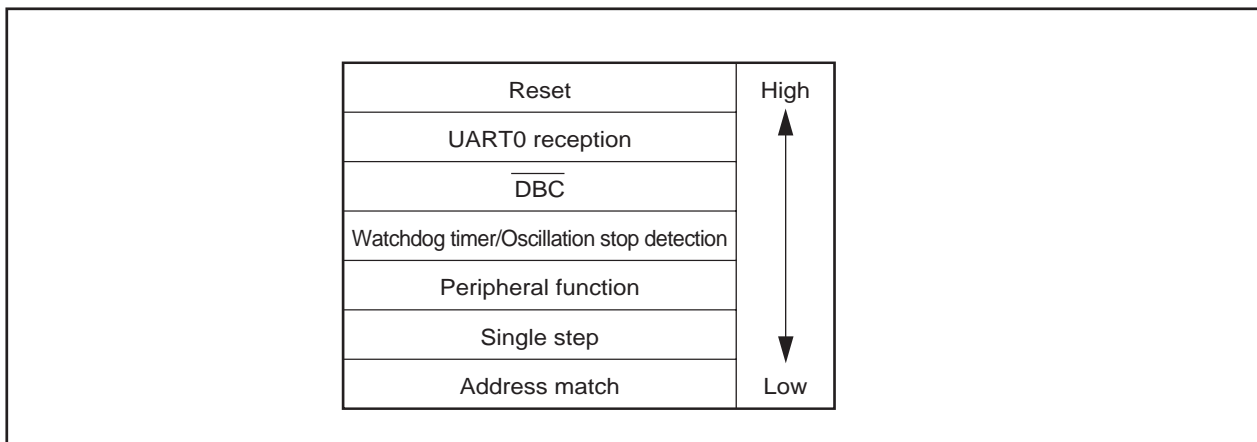 Reset High
UART0 reception
DBC
Watchdog timer/Oscillation stop detection
Peripheral function
Single step
Address match Low